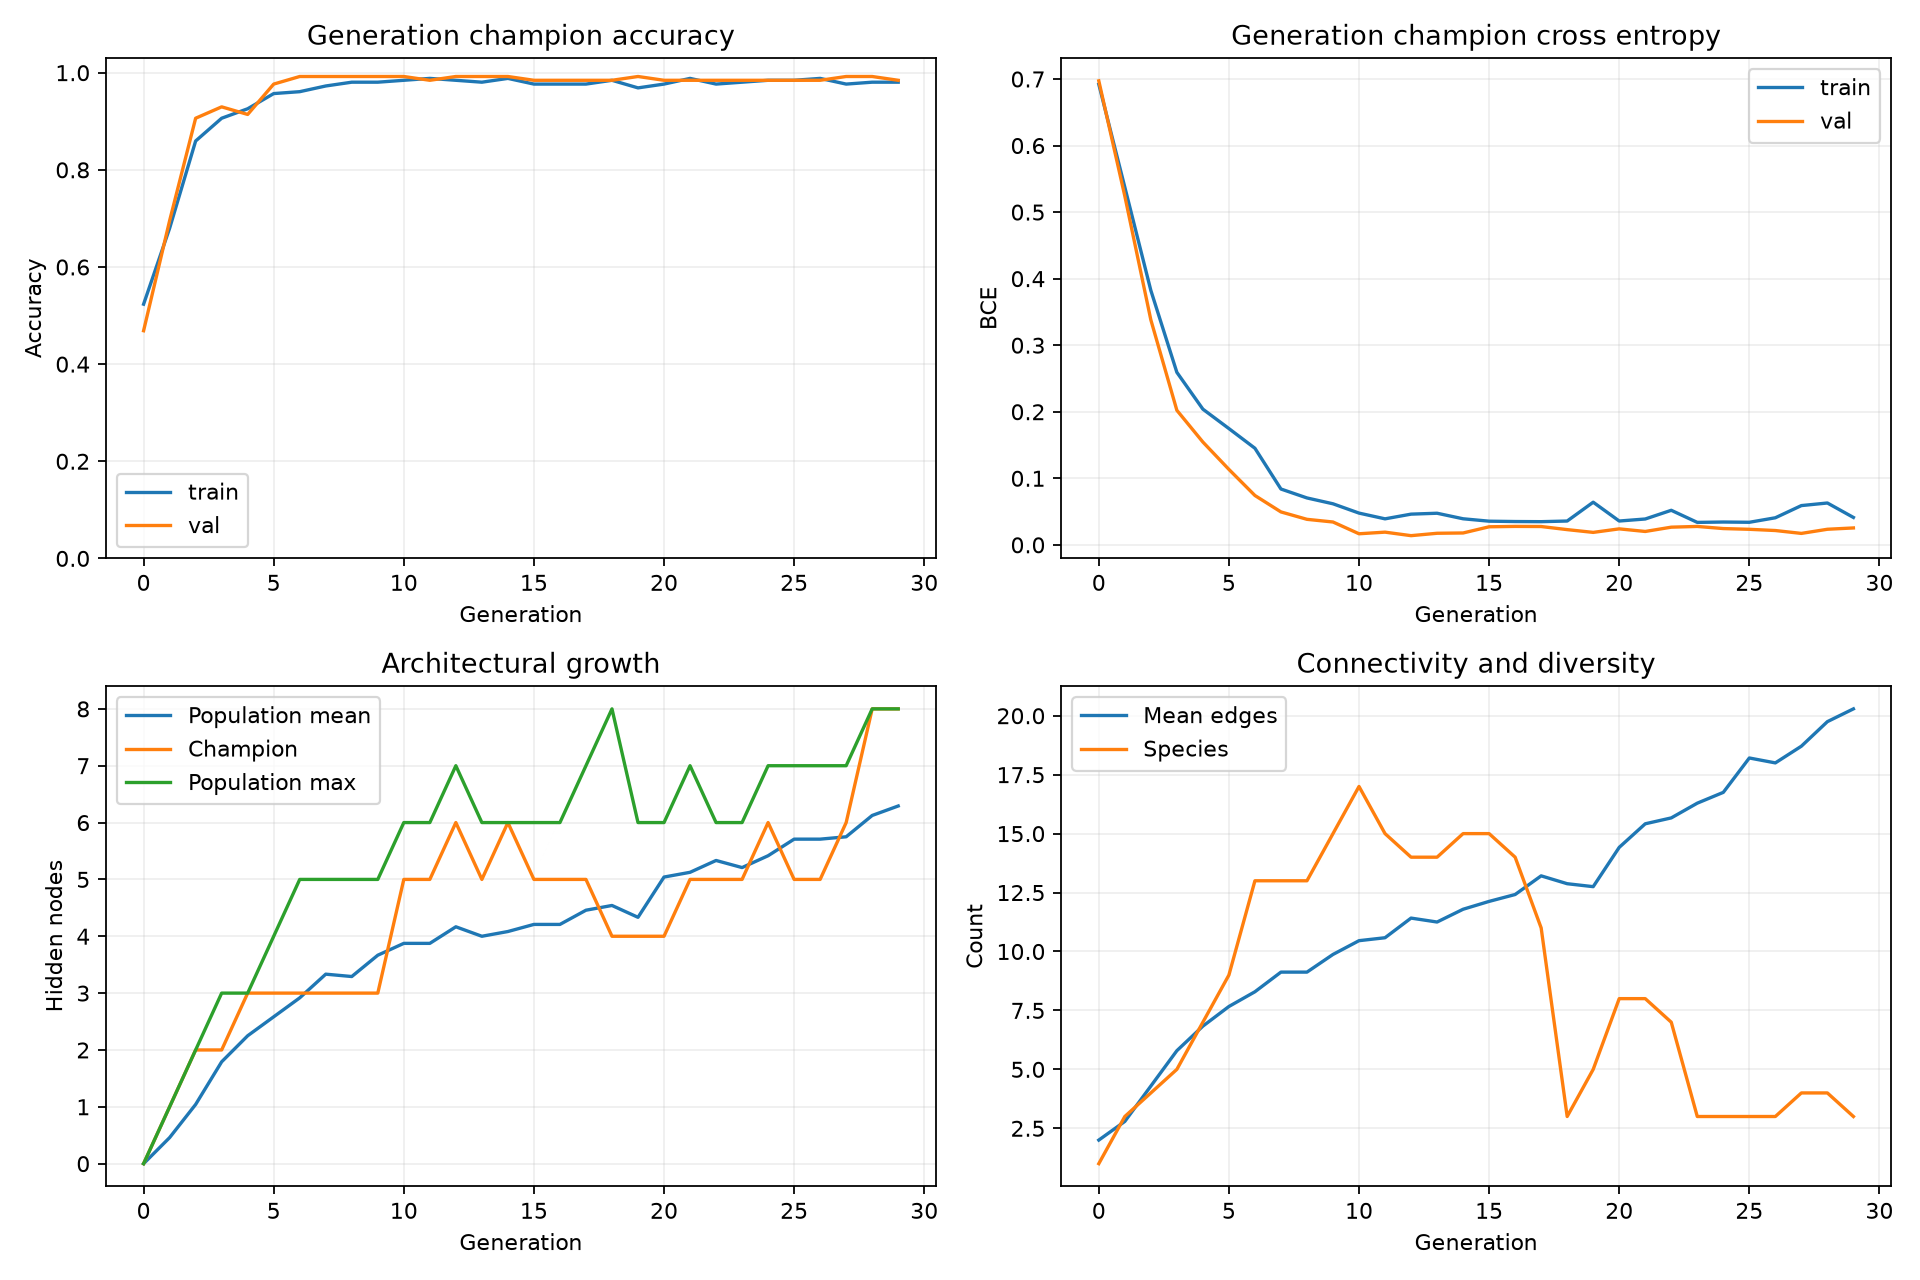 Generation champion accuracy
1.0
0.8
0.6
0.4
0.2
0.0
Accuracy
train
val
0 5 10 15 20 25 30
Generation
Generation champion cross entropy
0.7
0.6
0.5
0.4
0.3
0.2
0.1
0.0
BCE
train
val
0 5 10 15 20 25 30
Generation
Architectural growth
8
7
6
5
4
3
2
1
0
Hidden nodes
Population mean
Champion
Population max
0 5 10 15 20 25 30
Generation
Connectivity and diversity
20.0
17.5
15.0
12.5
10.0
7.5
5.0
2.5
Count
Mean edges
Species
0 5 10 15 20 25 30
Generation